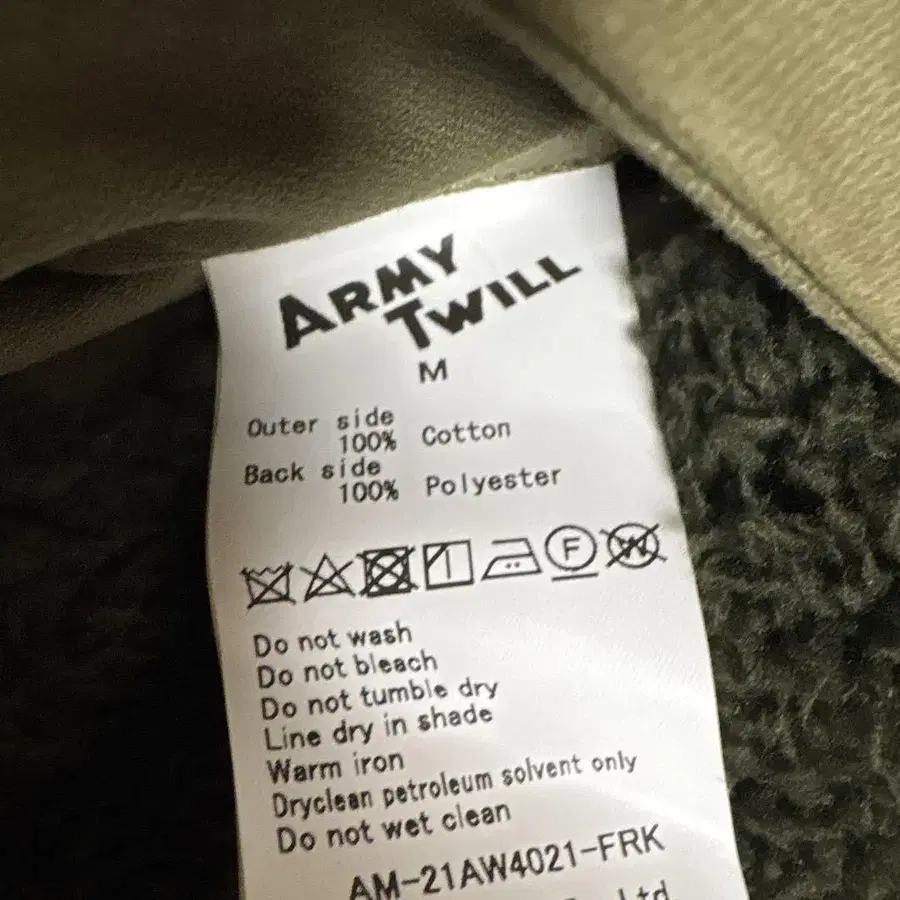 ARMY
TWILL
M
Outer side
100% Cotton
Back side
100% Polyester
F W
Do not wash
Do not bleach
Do not tumble dry
Line dry in shade
Warm iron
Dryclean petroleum solvent only
Do not wet clean
AM-21AW4021-FRK
Ltd